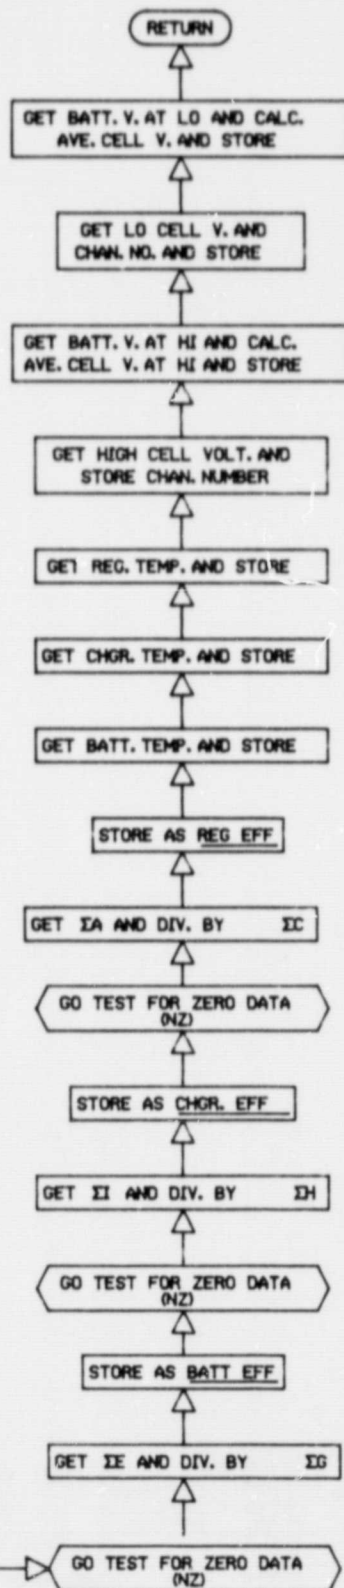 RETURN
GET BATT. V. AT LO AND CALC.
AVE. CELL V. AND STORE
GET LO CELL V. AND
CHAN. NO. AND STORE
GET BATT. V. AT HI AND CALC.
AVE. CELL V. AT HI AND STORE
GET HIGH CELL VOLT. AND
STORE CHAN. NUMBER
GET REG. TEMP. AND STORE
GET CHGR. TEMP. AND STORE
GET BATT. TEMP. AND STORE
STORE AS REG EFF
GET ΣA AND DIV. BY ΣC
GO TEST FOR ZERO DATA
(NZ)
STORE AS CHGR. EFF
GET ΣI AND DIV. BY ΣH
GO TEST FOR ZERO DATA
(NZ)
STORE AS BATT EFF
GET ΣE AND DIV. BY ΣG
GO TEST FOR ZERO DATA
(NZ)